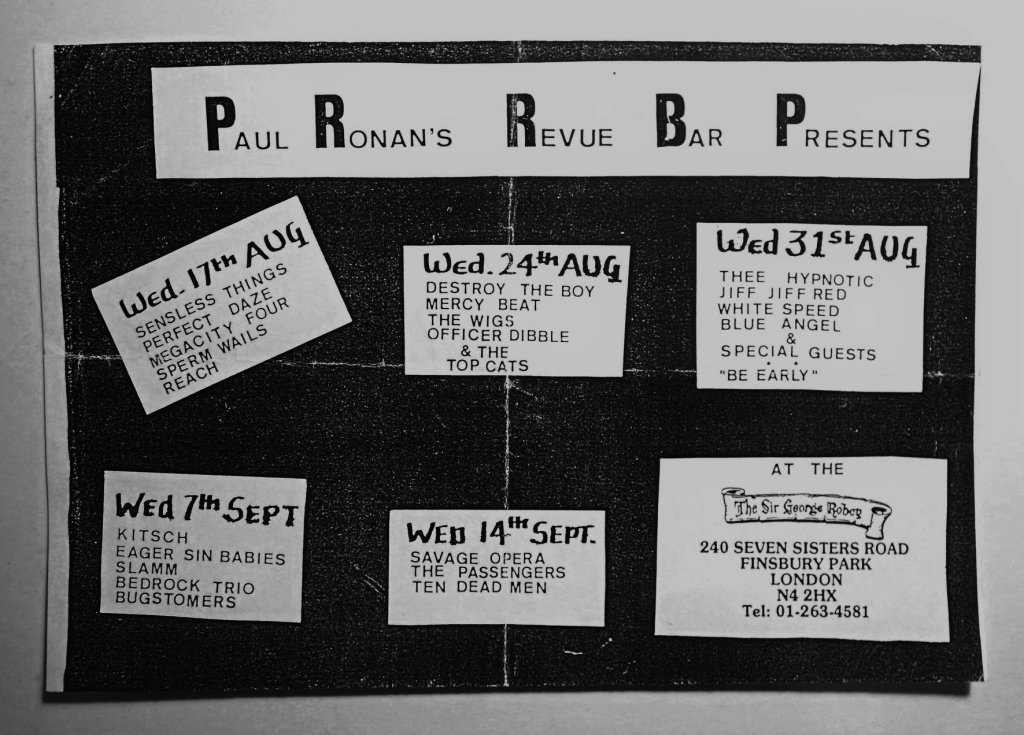 PAUL RONAN'S REVUE BAR PRESENTS
Wed. 17th AUG
SENSLESS THINGS
PERFECT DAZE
MEGACITY FOUR
SPERM WAILS
REACH
Wed. 24th AUG
DESTROY THE BOY
MERCY BEAT
THE WIGS
OFFICER DIBBLE
& THE
TOP CATS
Wed 31st AUG
THEE HYPNOTIC
JIFF JIFF RED
WHITE SPEED
BLUE ANGEL
&
SPECIAL GUESTS
"BE EARLY"
Wed 7th SEPT
KITSCH
EAGER SIN BABIES
SLAMM
BEDROCK TRIO
BUGSTOMERS
WED 14th SEPT.
SAVAGE OPERA
THE PASSENGERS
TEN DEAD MEN
AT THE
The Sir George Robey
240 SEVEN SISTERS ROAD
FINSBURY PARK
LONDON
N4 2HX
Tel: 01-263-4581